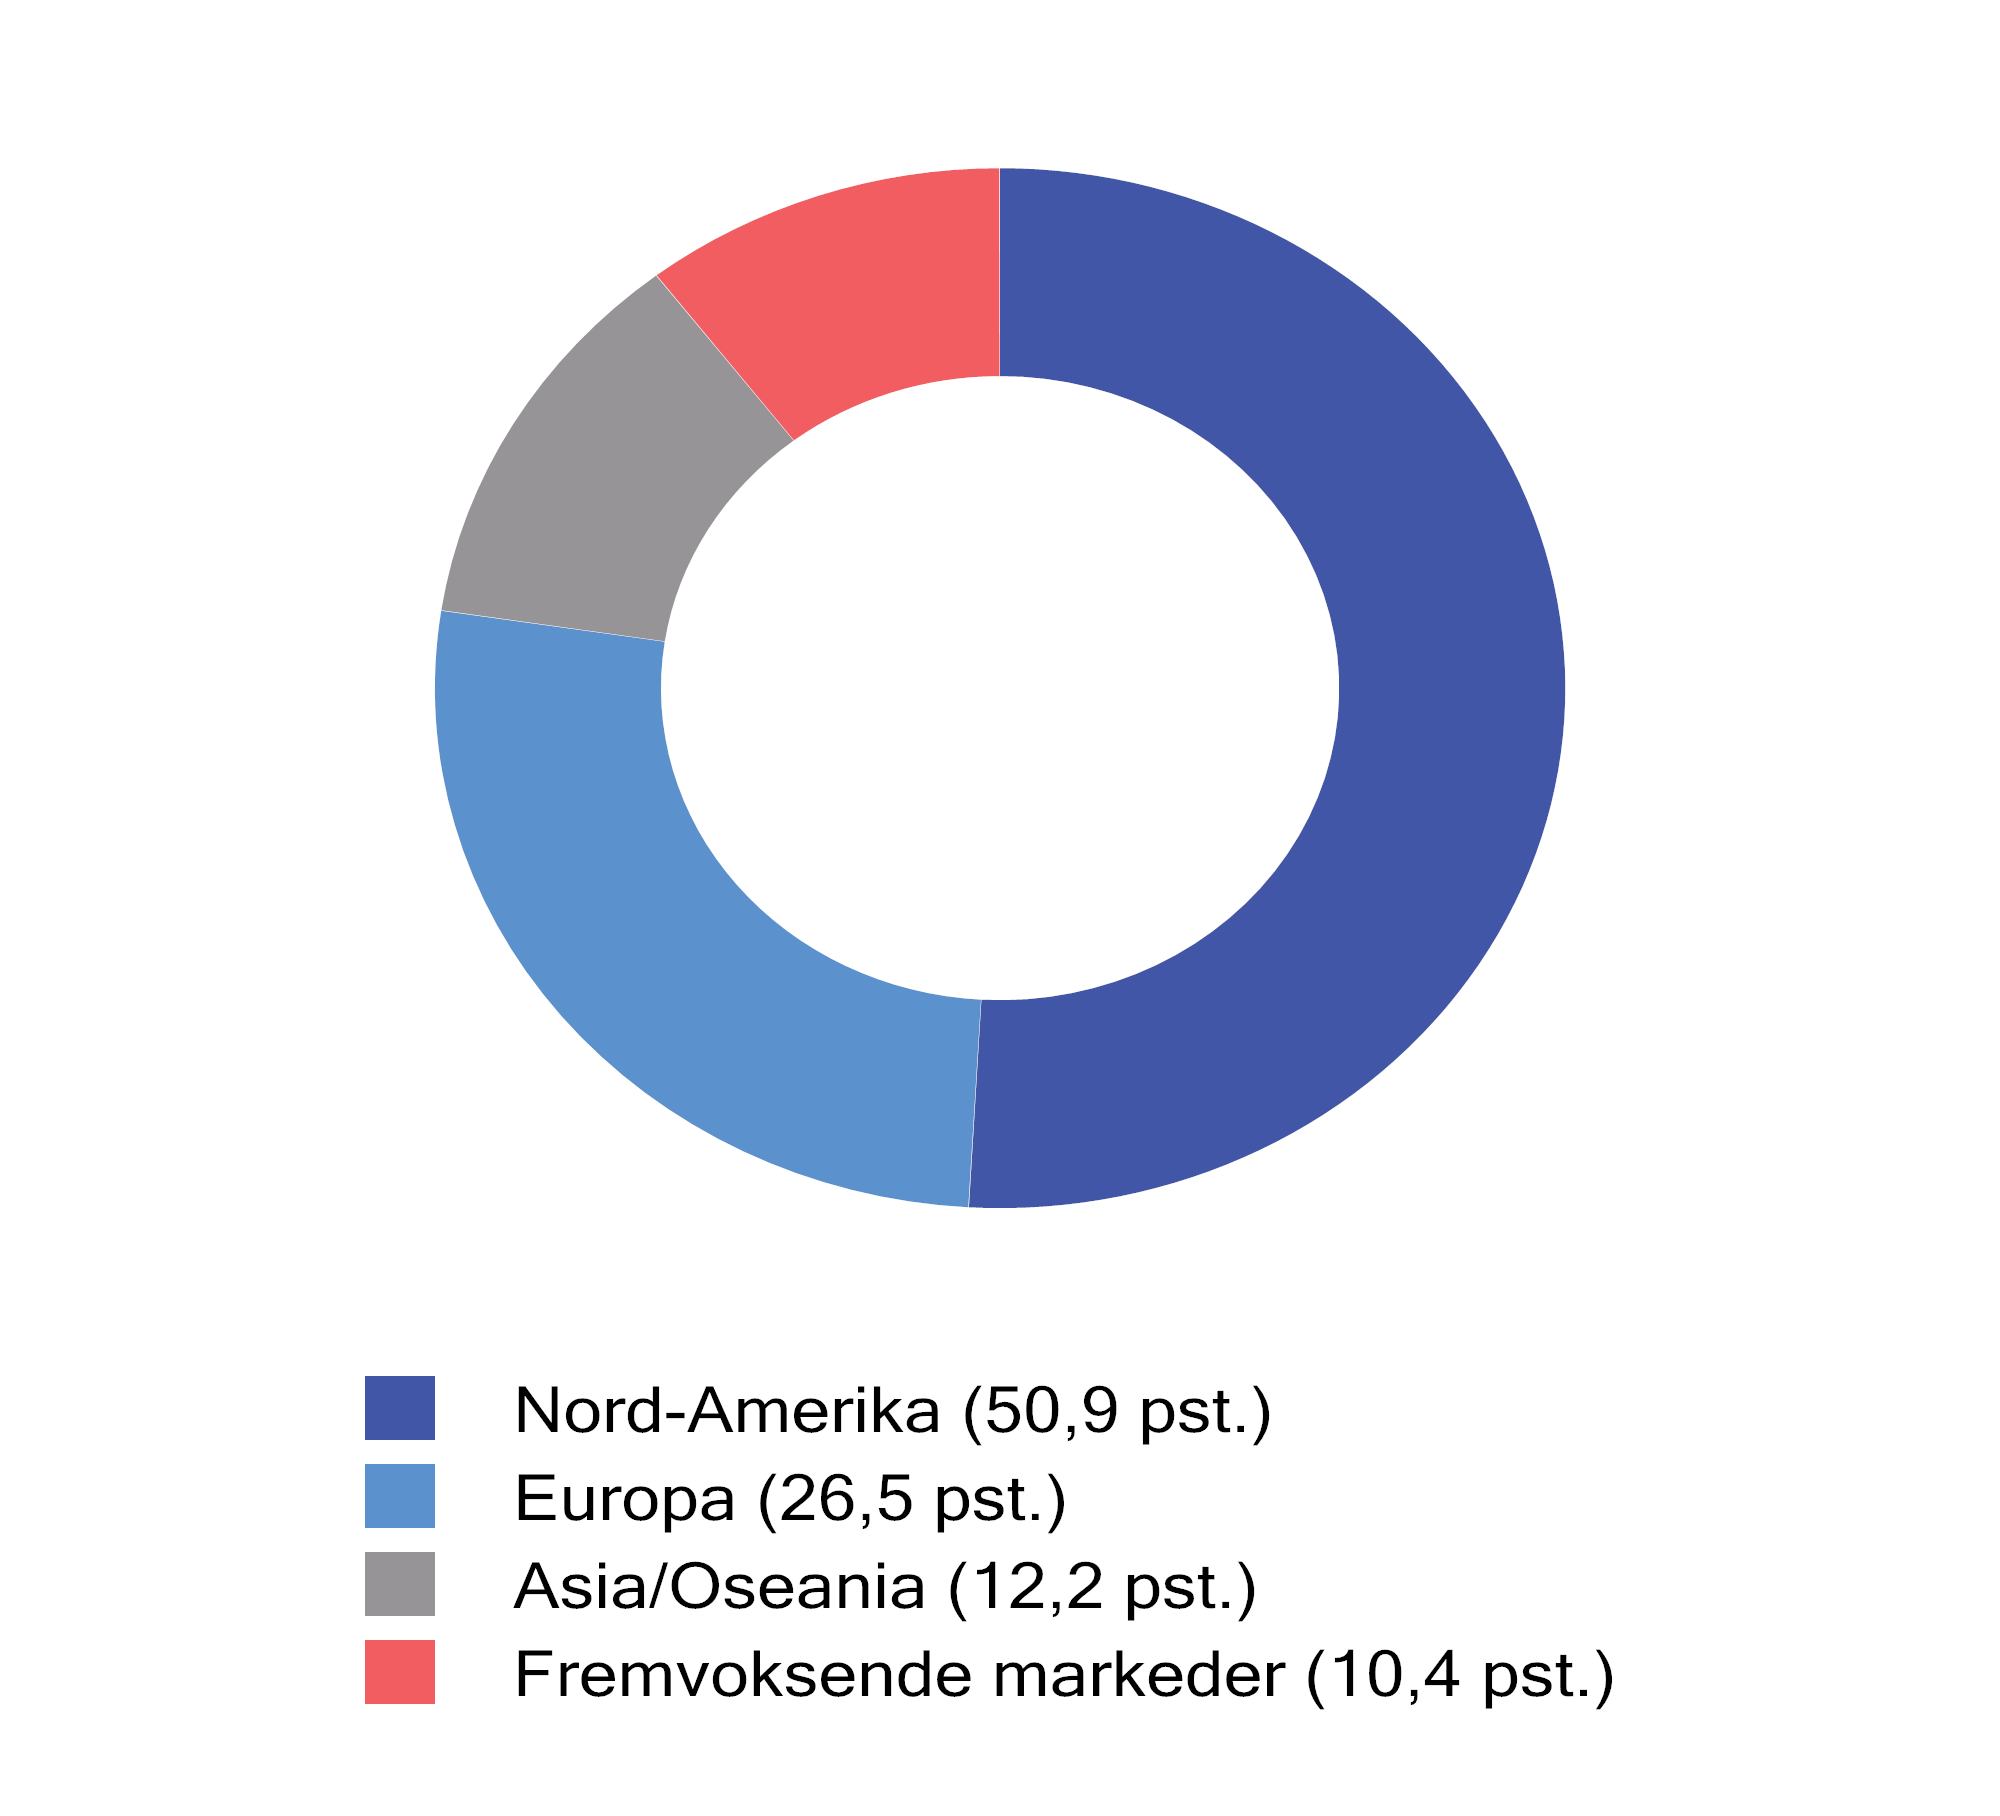 Nord-Amerika (50,9 pst.)
Europa (26,5 pst.)
Asia/Oseania (12,2 pst.)
Fremvoksende markeder (10,4 pst.)